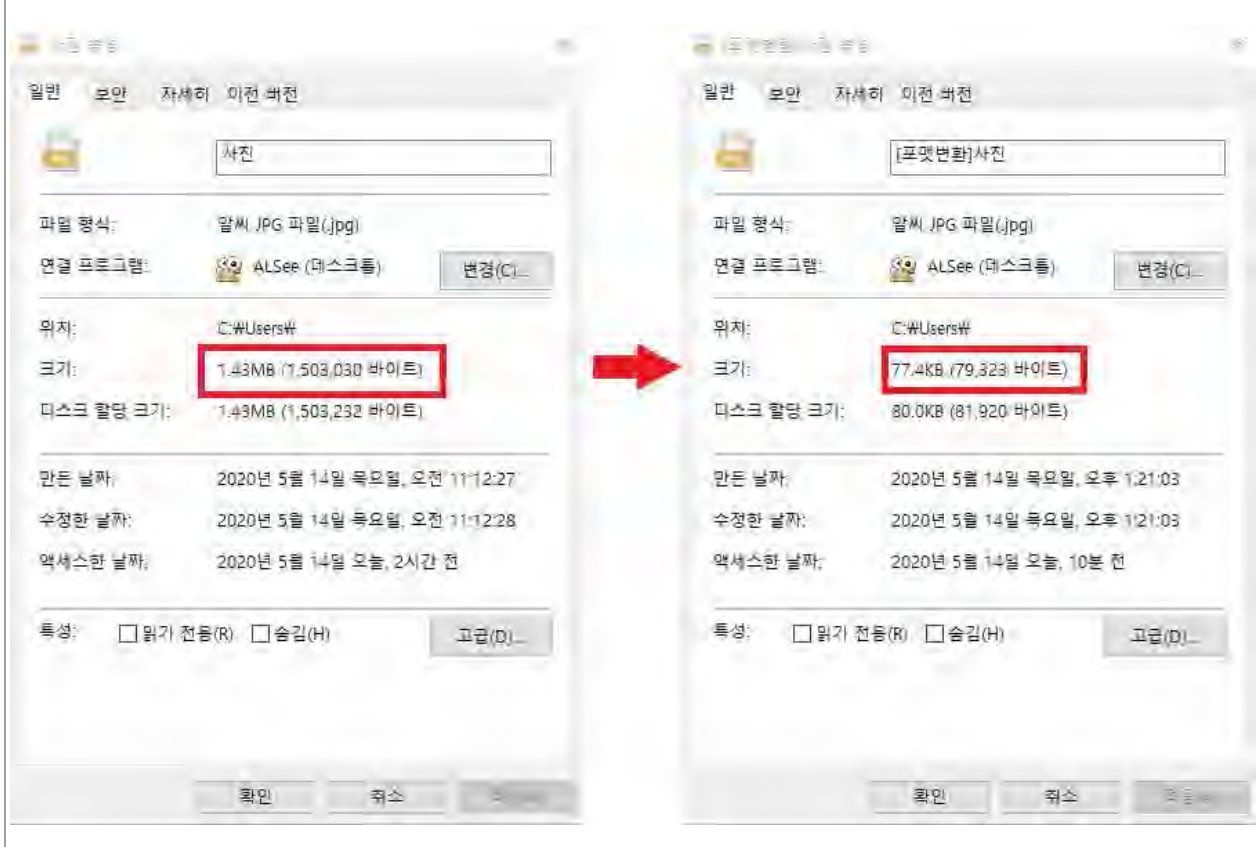 일반 보안 자세히 이전 버전
사진
파일 형식: 알씨 JPG 파일(.jpg)
연결 프로그램: ALSee (데스크톱) 변경(C)...
위치: C:₩Users₩
크기: 1.43MB (1,503,030 바이트)
디스크 할당 크기: 1.43MB (1,503,232 바이트)
만든 날짜: 2020년 5월 14일 목요일, 오전 11:12:27
수정한 날짜: 2020년 5월 14일 목요일, 오전 11:12:28
액세스한 날짜: 2020년 5월 14일 오늘, 2시간 전
특성: 읽기 전용(R) 숨김(H) 고급(D)...
확인 취소
일반 보안 자세히 이전 버전
[포맷변환]사진
파일 형식: 알씨 JPG 파일(.jpg)
연결 프로그램: ALSee (데스크톱) 변경(C)...
위치: C:₩Users₩
크기: 77.4KB (79,323 바이트)
디스크 할당 크기: 80.0KB (81,920 바이트)
만든 날짜: 2020년 5월 14일 목요일, 오후 1:21:03
수정한 날짜: 2020년 5월 14일 목요일, 오후 1:21:03
액세스한 날짜: 2020년 5월 14일 오늘, 10분 전
특성: 읽기 전용(R) 숨김(H) 고급(D)...
확인 취소